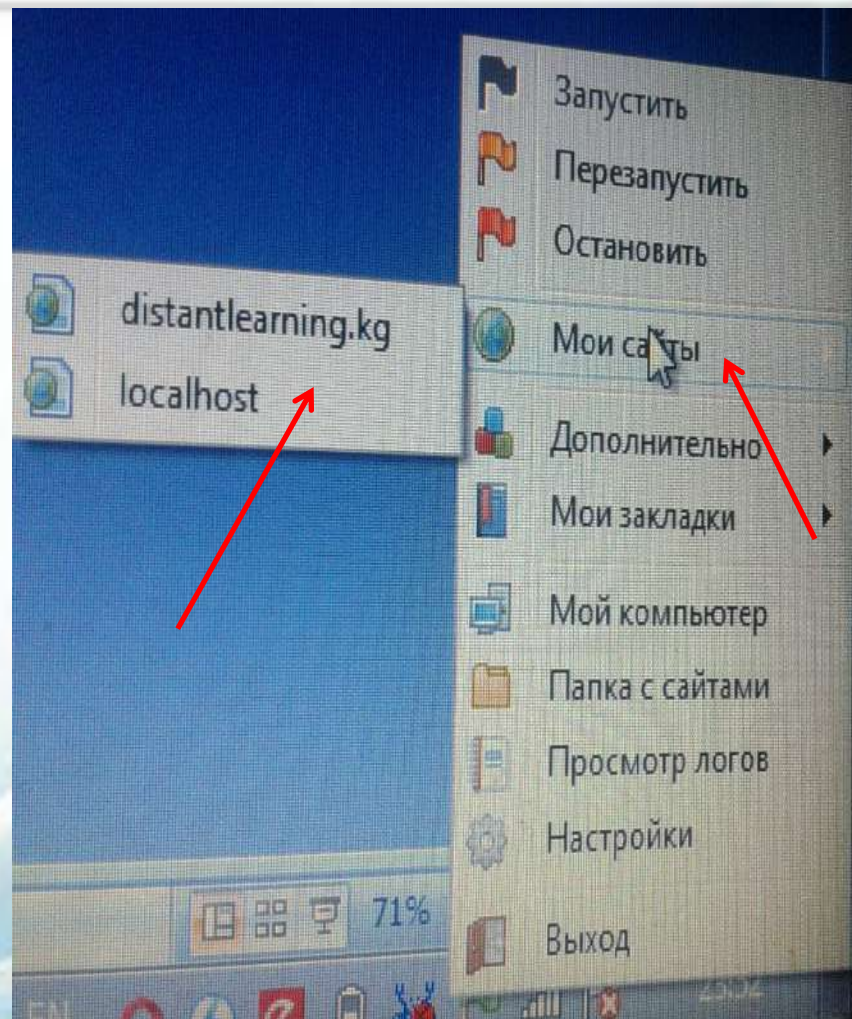 Запустить
Перезапустить
Остановить
Мои сайты
distantlearning.kg
localhost
Дополнительно
Мои закладки
Мой компьютер
Папка с сайтами
Просмотр логов
Настройки
Выход
71%
EN